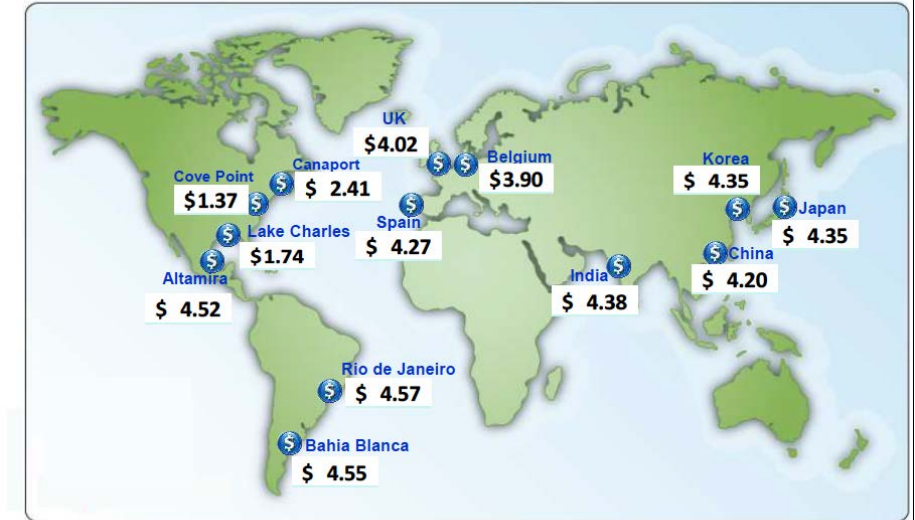 UK
$4.02
Belgium
$3.90
Canaport
$ 2.41
Cove Point
$1.37
Korea
$ 4.35
Spain
$ 4.27
Japan
$ 4.35
Lake Charles
$1.74
China
$ 4.20
India
$ 4.38
Altamira
$ 4.52
Rio de Janeiro
$ 4.57
Bahia Blanca
$ 4.55